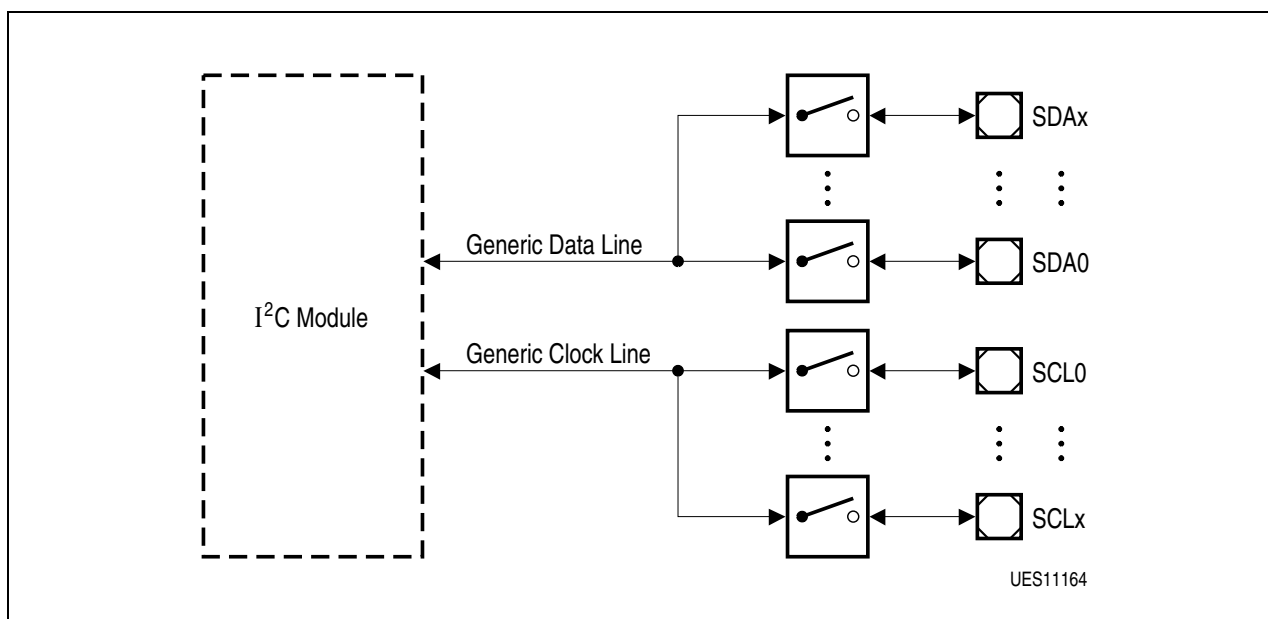 SDAx
Generic Data Line
SDA0
I²C Module
Generic Clock Line
SCL0
SCLx
UES11164